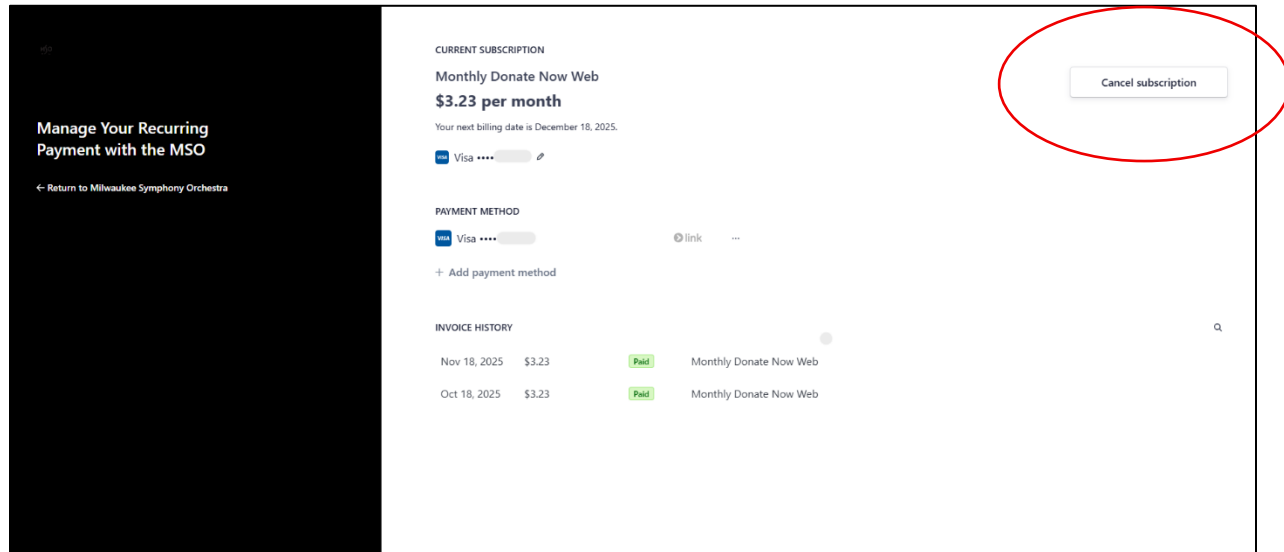 Manage Your Recurring
Payment with the MSO
← Return to Milwaukee Symphony Orchestra
CURRENT SUBSCRIPTION
Monthly Donate Now Web
$3.23 per month
Your next billing date is December 18, 2025.
VISA Visa ••••
Cancel subscription
PAYMENT METHOD
VISA Visa •••• link ···
+ Add payment method
INVOICE HISTORY
Nov 18, 2025 $3.23 Paid Monthly Donate Now Web
Oct 18, 2025 $3.23 Paid Monthly Donate Now Web